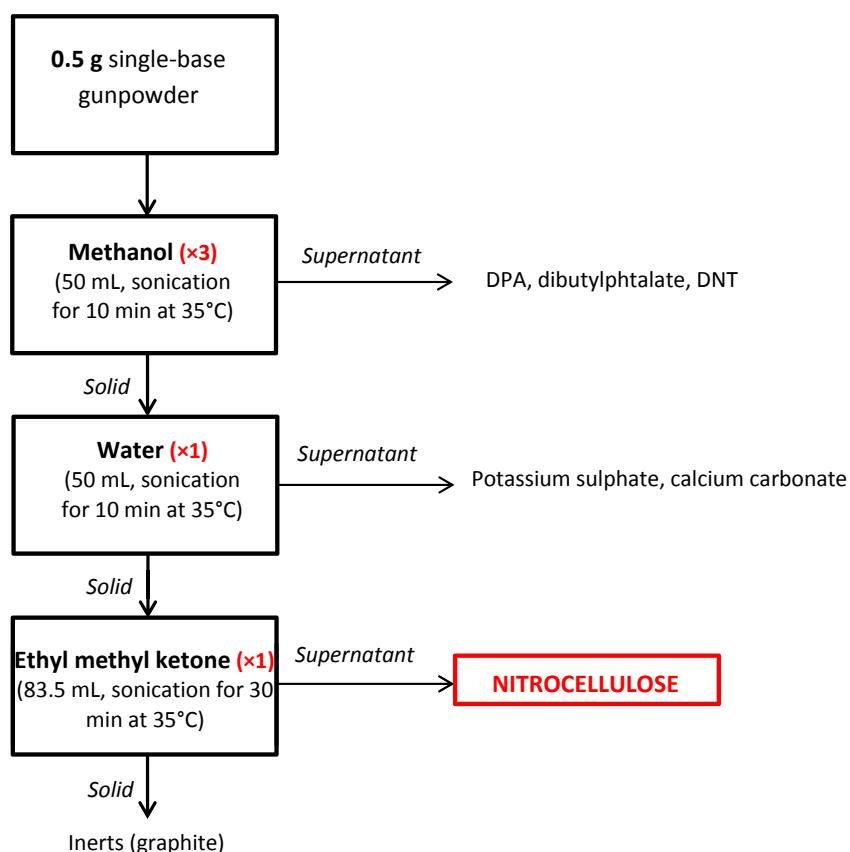 0.5 g single-base
gunpowder
Methanol (×3)
(50 mL, sonication
for 10 min at 35°C)
Supernatant
DPA, dibutylphtalate, DNT
Solid
Water (×1)
(50 mL, sonication
for 10 min at 35°C)
Supernatant
Potassium sulphate, calcium carbonate
Solid
Ethyl methyl ketone (×1)
(83.5 mL, sonication for 30
min at 35°C)
Supernatant
NITROCELLULOSE
Solid
Inerts (graphite)